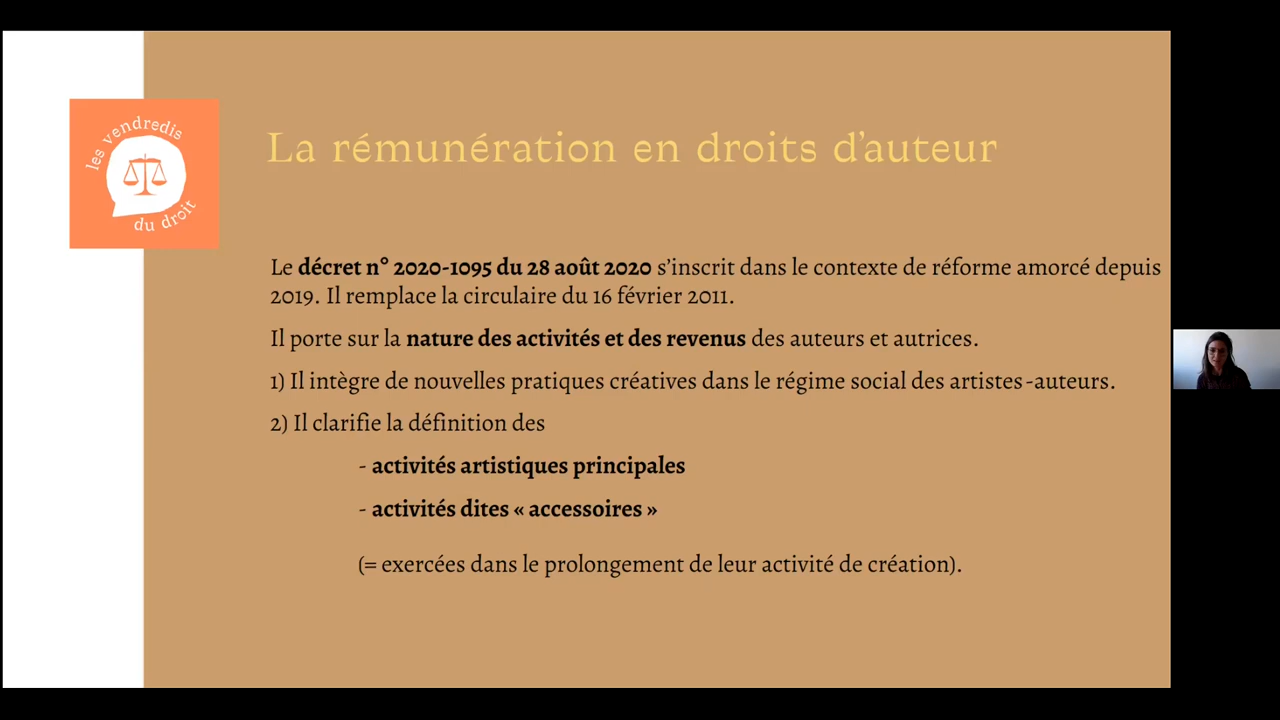 les vendredis
du droit
La rémunération en droits d'auteur
Le décret n° 2020-1095 du 28 août 2020 s'inscrit dans le contexte de réforme amorcé depuis
2019. Il remplace la circulaire du 16 février 2011.
Il porte sur la nature des activités et des revenus des auteurs et autrices.
1) Il intègre de nouvelles pratiques créatives dans le régime social des artistes-auteurs.
2) Il clarifie la définition des
- activités artistiques principales
- activités dites « accessoires »
(= exercées dans le prolongement de leur activité de création).